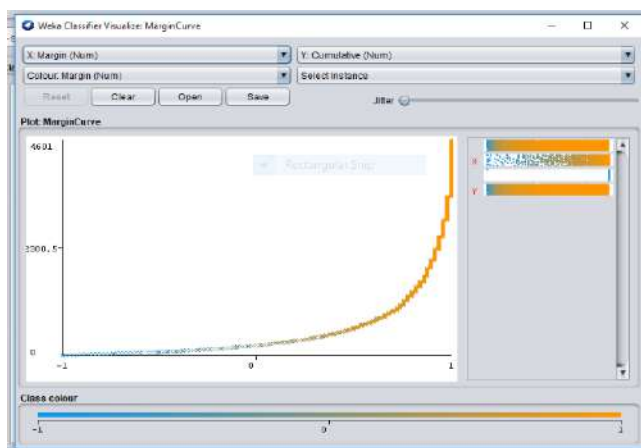 Weka Classifier Visualize: MarginCurve
X: Margin (Num)
Y: Cumulative (Num)
Colour: Margin (Num)
Select Instance
Reset
Clear
Open
Save
Jitter
Plot: MarginCurve
4601
Rectangular Snip
X
2300.5
Y
0
-1
0
1
Class colour
-1
0
1